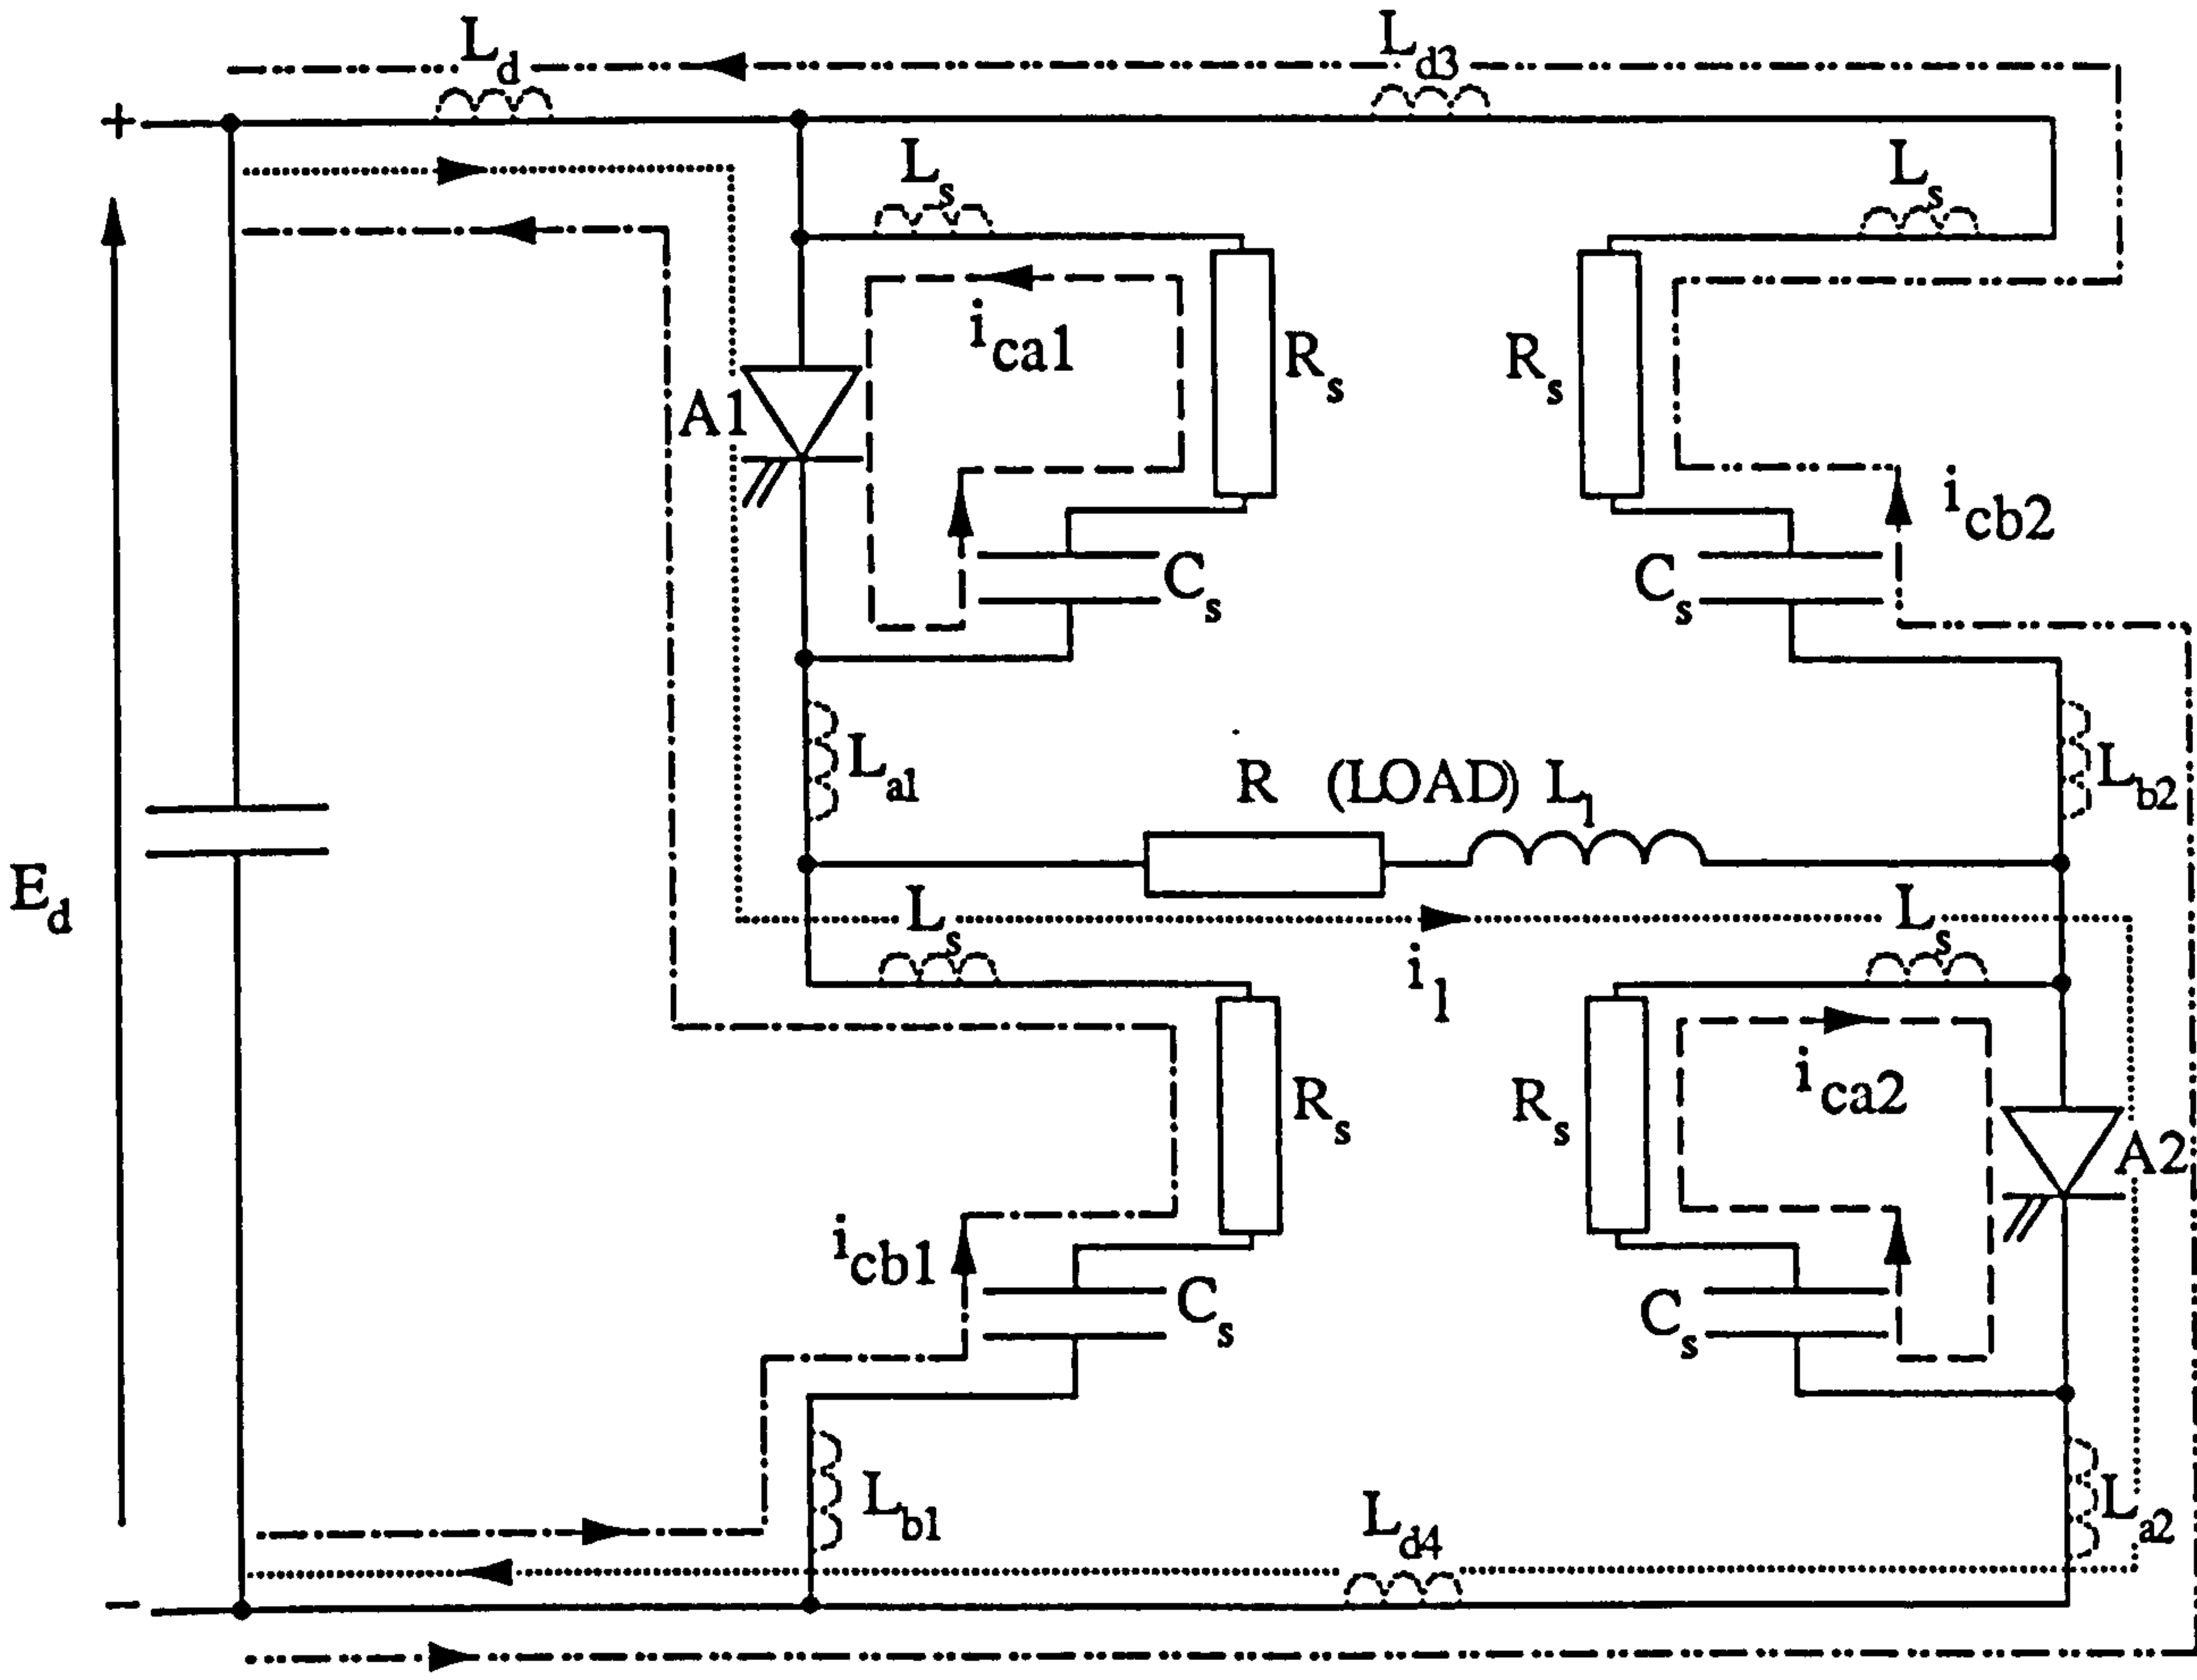 L_d
L_d3
+
L_s
L_s
i_ca1
R_s
R_s
A1
i_cb2
C_s
C_s
L_a1
R (LOAD) L_l
L_b2
E_d
L_s
L_s
i_l
R_s
R_s
i_ca2
A2
i_cb1
C_s
C_s
L_b1
L_d4
L_a2
−